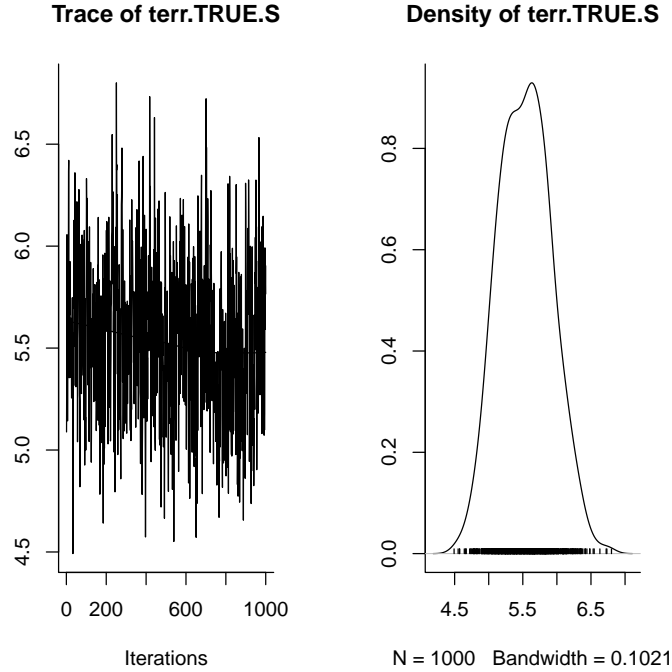 Trace of terr.TRUE.S
6.5
6.0
5.5
5.0
4.5
0 200 600 1000
Iterations
Density of terr.TRUE.S
0.8
0.6
0.4
0.2
0.0
4.5 5.5 6.5
N = 1000 Bandwidth = 0.1021